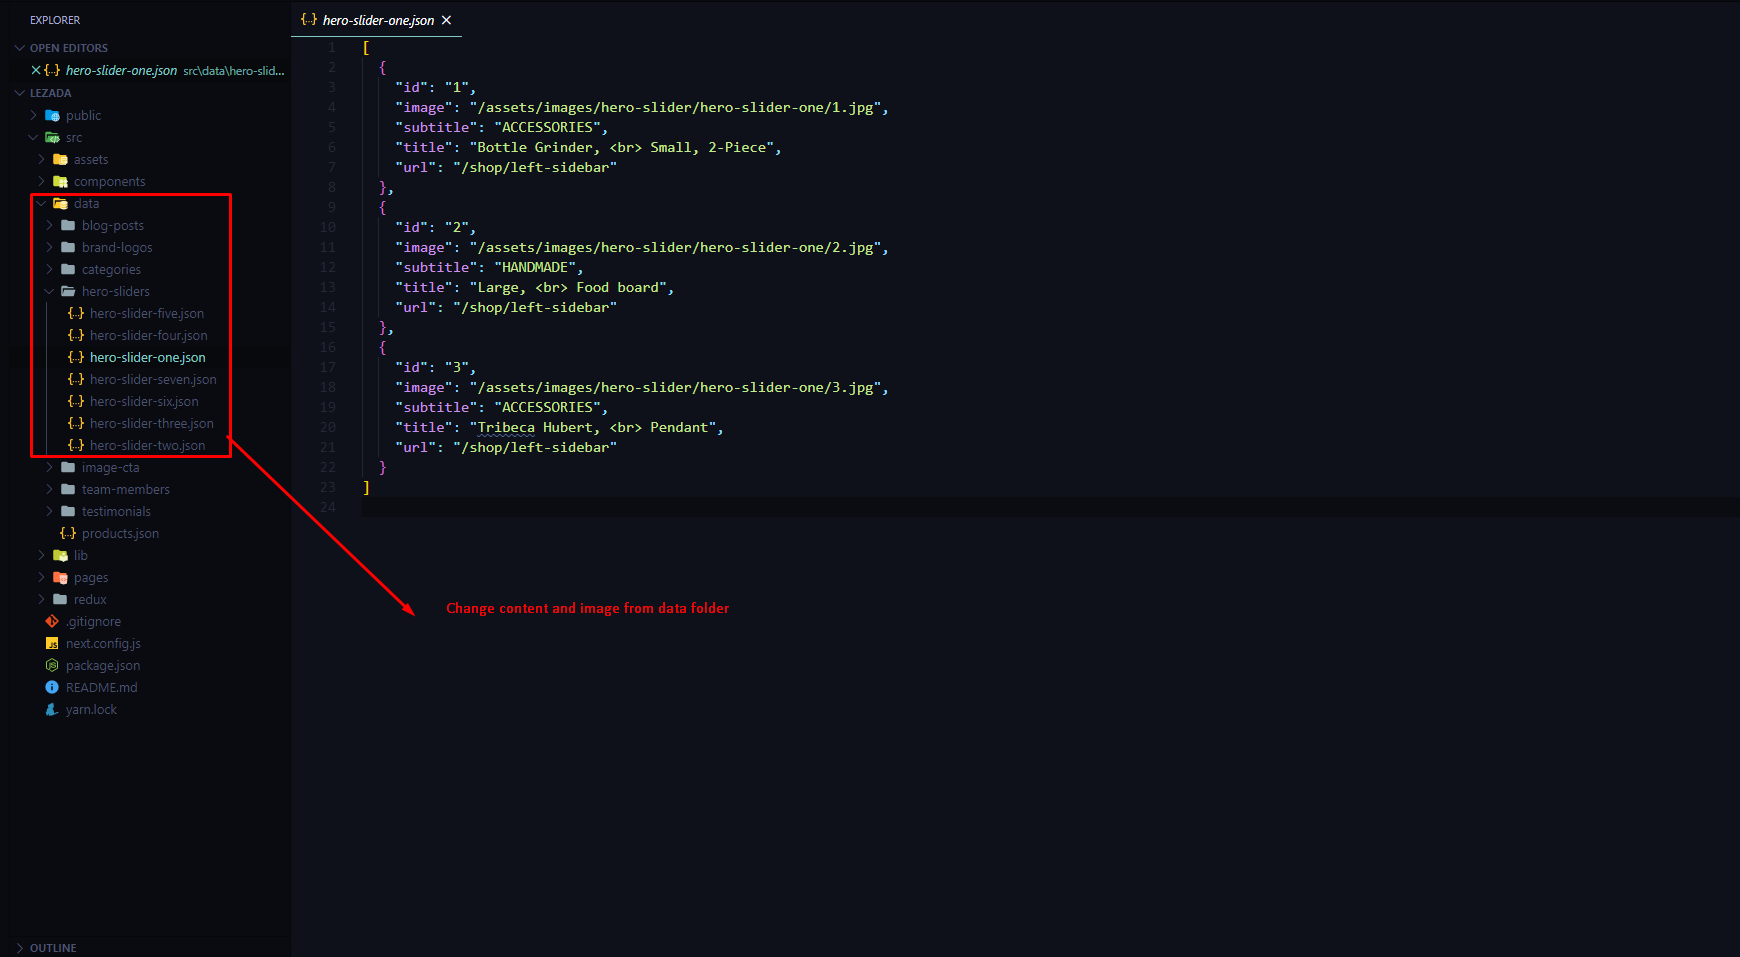 EXPLORER
OPEN EDITORS
hero-slider-one.json src\data\hero-slid...
LEZADA
public
src
assets
components
data
blog-posts
brand-logos
categories
hero-sliders
{..} hero-slider-five.json
{..} hero-slider-four.json
{..} hero-slider-one.json
{..} hero-slider-seven.json
{..} hero-slider-six.json
{..} hero-slider-three.json
{..} hero-slider-two.json
image-cta
team-members
testimonials
{..} products.json
lib
pages
redux
.gitignore
JS next.config.js
package.json
README.md
yarn.lock
OUTLINE
{..} hero-slider-one.json
1 [
2 {
3 "id": "1",
4 "image": "/assets/images/hero-slider/hero-slider-one/1.jpg",
5 "subtitle": "ACCESSORIES",
6 "title": "Bottle Grinder, <br> Small, 2-Piece",
7 "url": "/shop/left-sidebar"
8 },
9 {
10 "id": "2",
11 "image": "/assets/images/hero-slider/hero-slider-one/2.jpg",
12 "subtitle": "HANDMADE",
13 "title": "Large, <br> Food board",
14 "url": "/shop/left-sidebar"
15 },
16 {
17 "id": "3",
18 "image": "/assets/images/hero-slider/hero-slider-one/3.jpg",
19 "subtitle": "ACCESSORIES",
20 "title": "Tribeca Hubert, <br> Pendant",
21 "url": "/shop/left-sidebar"
22 }
23 ]
24
Change content and image from data folder